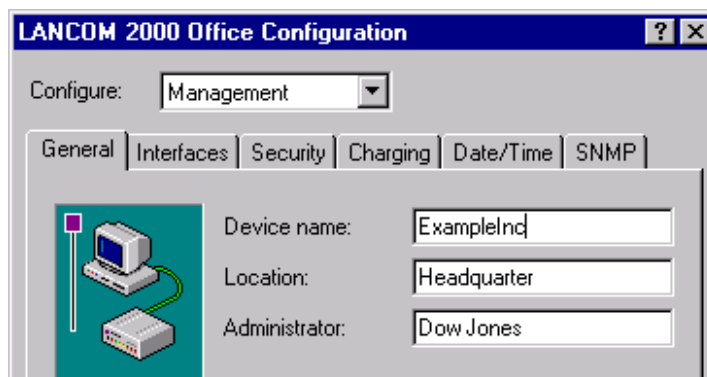 LANCOM 2000 Office Configuration
Configure: Management
General Interfaces Security Charging Date/Time SNMP
Device name: ExampleInc
Location: Headquarter
Administrator: Dow Jones